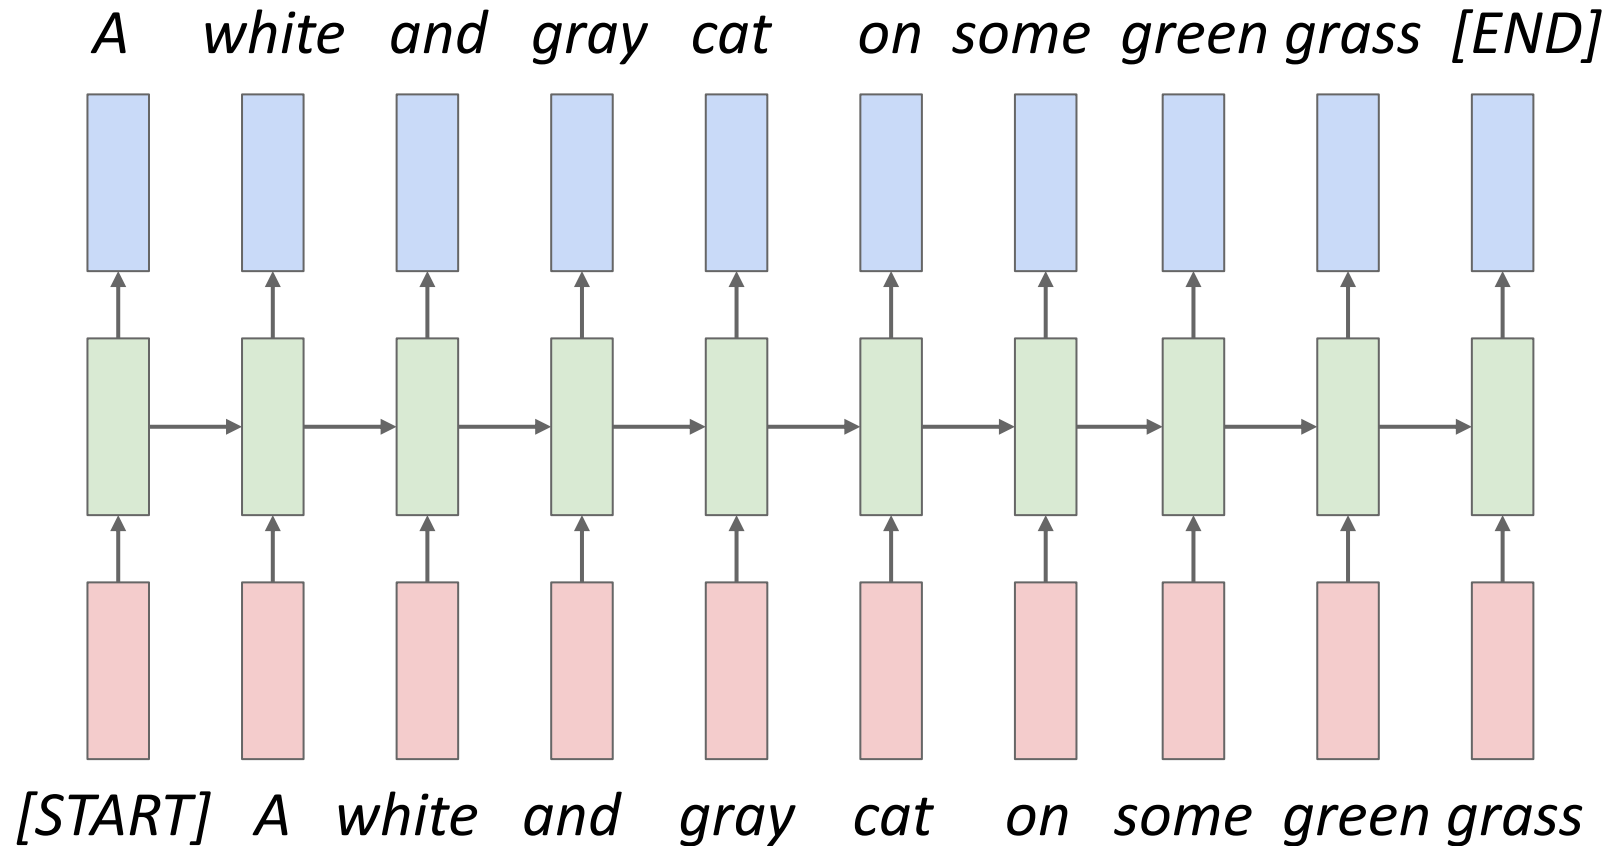 A white and gray cat on some green grass [END]
[START] A white and gray cat on some green grass